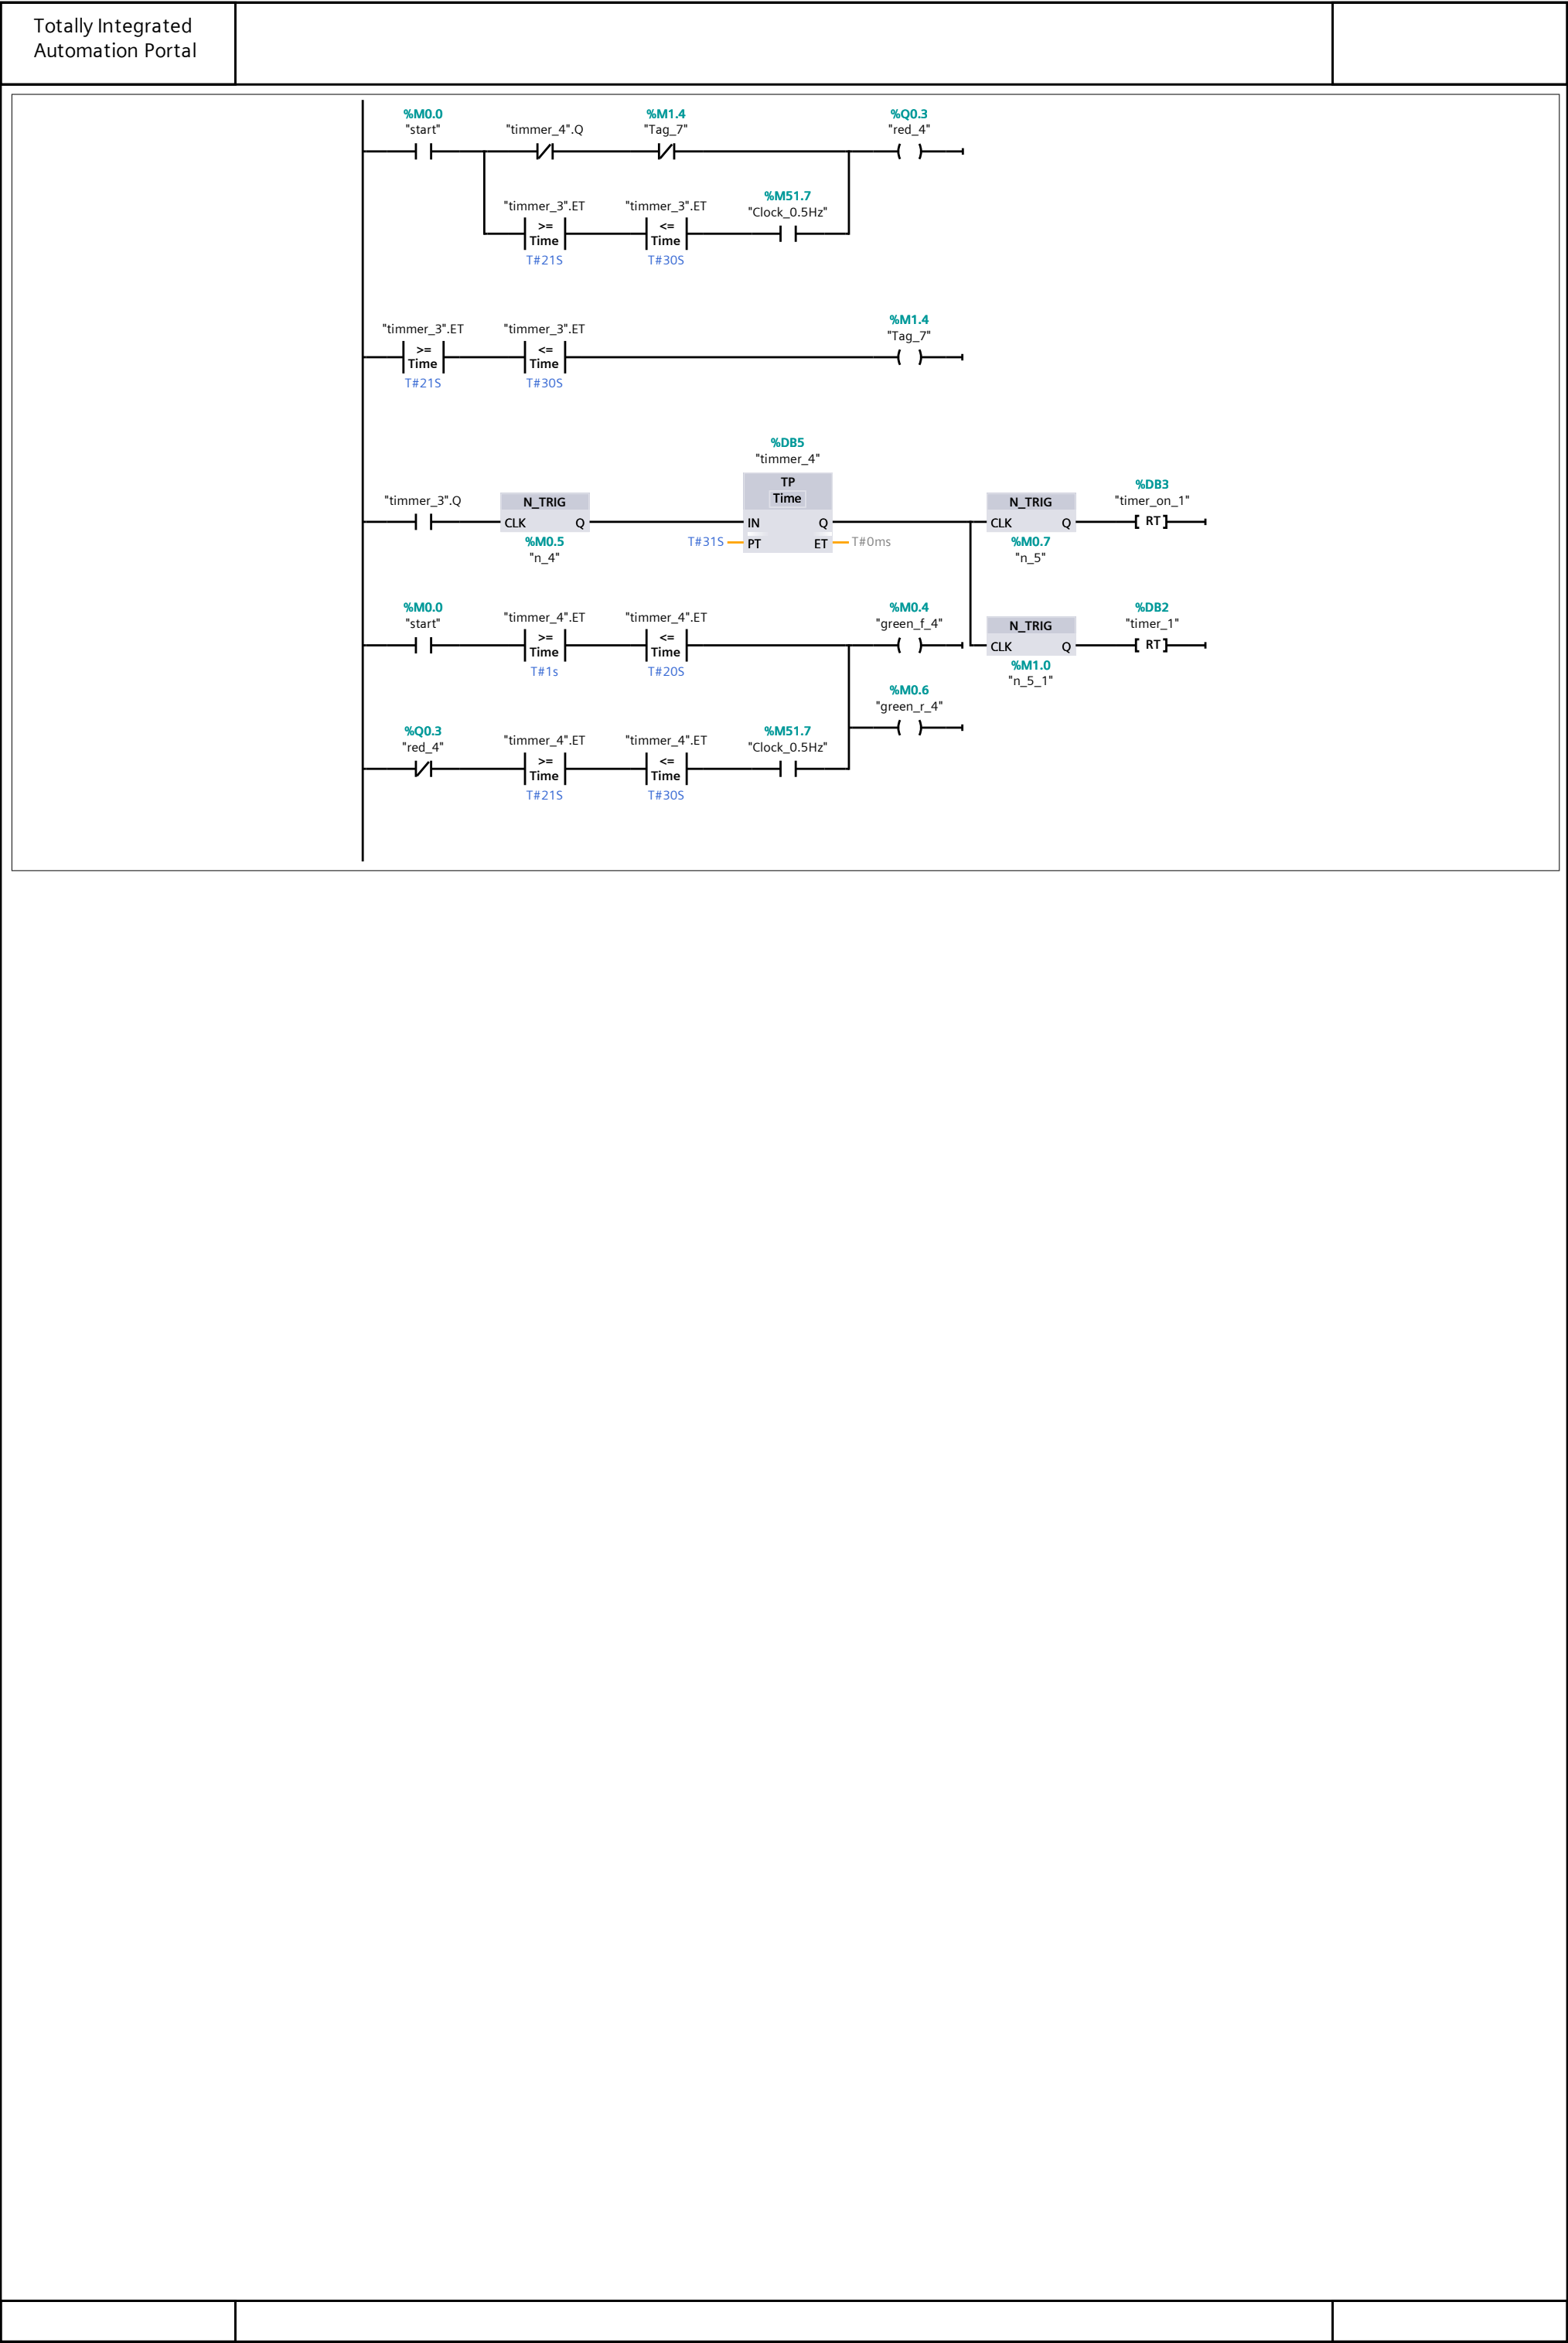 Totally Integrated
Automation Portal
%M0.0
"start"
"timmer_4".Q
%M1.4
"Tag_7"
%Q0.3
"red_4"
"timmer_3".ET
>=
Time
T#21S
"timmer_3".ET
<=
Time
T#30S
%M51.7
"Clock_0.5Hz"
"timmer_3".ET
>=
Time
T#21S
"timmer_3".ET
<=
Time
T#30S
%M1.4
"Tag_7"
"timmer_3".Q
N_TRIG
CLK Q
%M0.5
"n_4"
%DB5
"timmer_4"
TP
Time
IN Q
T#31S PT ET T#0ms
N_TRIG
CLK Q
%M0.7
"n_5"
%DB3
"timer_on_1"
RT
%M0.0
"start"
"timmer_4".ET
>=
Time
T#1s
"timmer_4".ET
<=
Time
T#20S
%M0.4
"green_f_4"
N_TRIG
CLK Q
%M1.0
"n_5_1"
%DB2
"timer_1"
RT
%M0.6
"green_r_4"
%Q0.3
"red_4"
"timmer_4".ET
>=
Time
T#21S
"timmer_4".ET
<=
Time
T#30S
%M51.7
"Clock_0.5Hz"